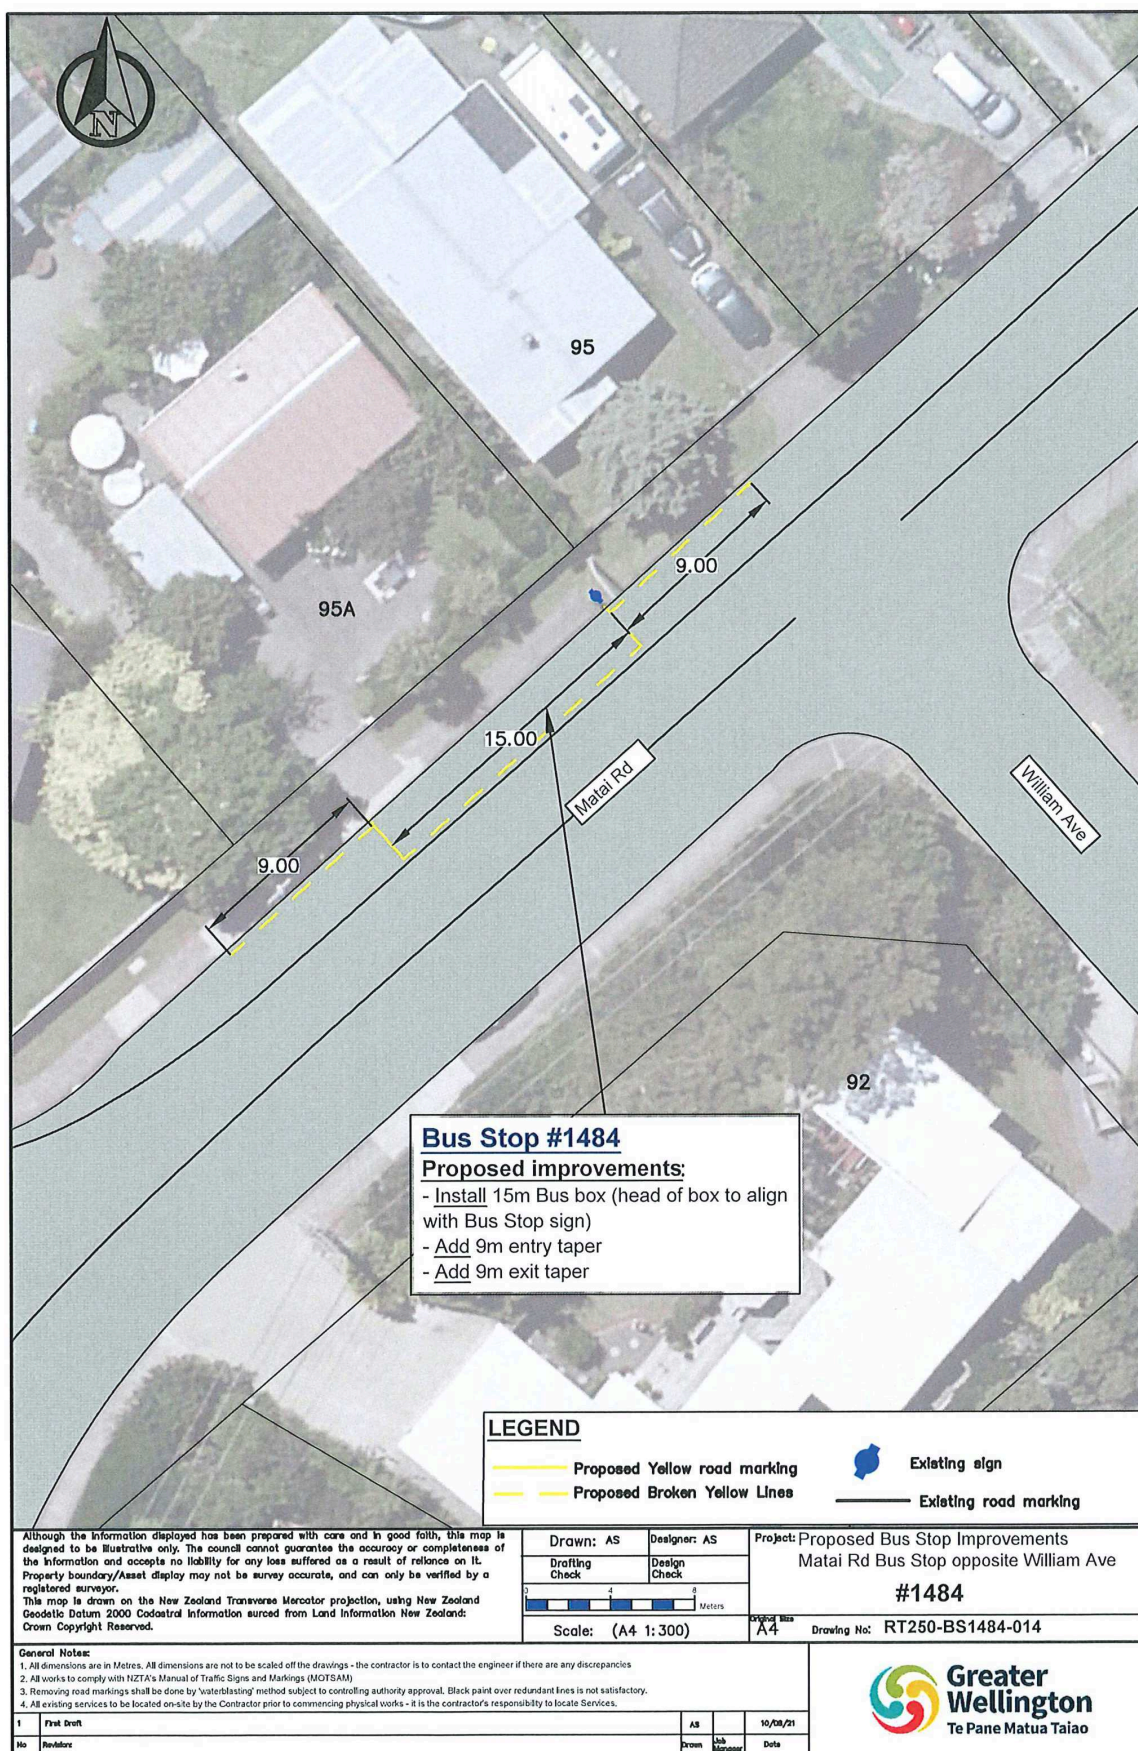 N
95
9.00
95A
15.00
Matai Rd
William Ave
9.00
92
Bus Stop #1484
Proposed improvements:
- Install 15m Bus box (head of box to align
with Bus Stop sign)
- Add 9m entry taper
- Add 9m exit taper
LEGEND
Proposed Yellow road marking
Proposed Broken Yellow Lines
Existing sign
Existing road marking
Although the information displayed has been prepared with care and in good faith, this map is
designed to be illustrative only. The council cannot guarantee the accuracy or completeness of
the information and accepts no liability for any loss suffered as a result of reliance on it.
Property boundary/Asset display may not be survey accurate, and can only be verified by a
registered surveyor.
This map is drawn on the New Zealand Transverse Mercator projection, using New Zealand
Geodetic Datum 2000 Cadastral information surced from Land Information New Zealand:
Crown Copyright Reserved.
Drawn: AS
Designer: AS
Drafting
Check
Design
Check
0 4 8
Meters
Scale: (A4 1:300)
Project: Proposed Bus Stop Improvements
Matai Rd Bus Stop opposite William Ave
#1484
Original Size
A4
Drawing No: RT250-BS1484-014
General Notes:
1. All dimensions are in Metres. All dimensions are not to be scaled off the drawings - the contractor is to contact the engineer if there are any discrepancies
2. All works to comply with NZTA's Manual of Traffic Signs and Markings (MOTSAM)
3. Removing road markings shall be done by 'waterblasting' method subject to controlling authority approval. Black paint over redundant lines is not satisfactory.
4. All existing services to be located on-site by the Contractor prior to commencing physical works - it is the contractor's responsibility to locate Services.
1 First Draft AS 10/09/21
No Revisions Drawn Job Manager Date
Greater
Wellington
Te Pane Matua Taiao